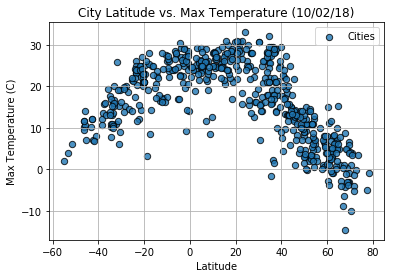 City Latitude vs. Max Temperature (10/02/18)
Cities
Max Temperature (C)
30
20
10
0
−10
−60 −40 −20 0 20 40 60 80
Latitude